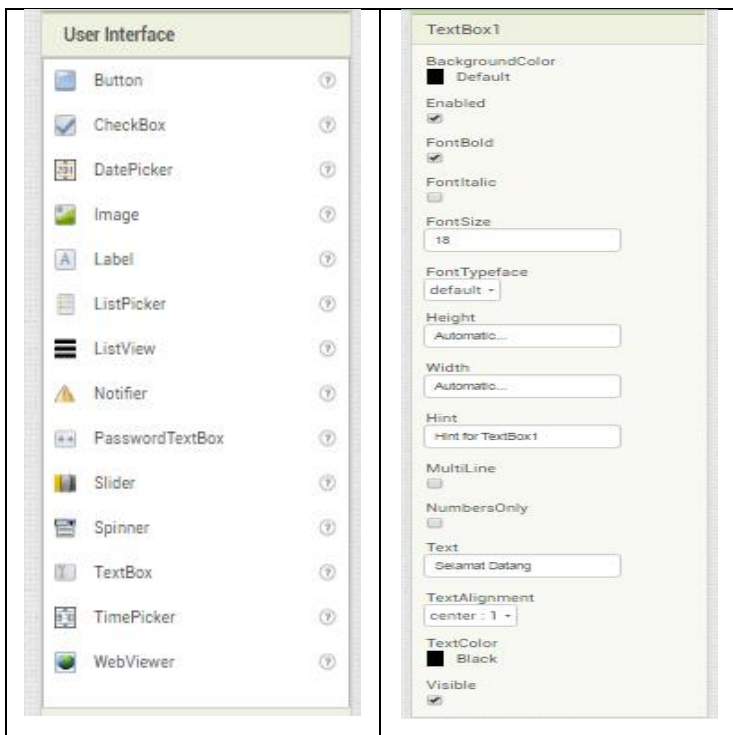 User Interface
Button
CheckBox
DatePicker
Image
Label
ListPicker
ListView
Notifier
PasswordTextBox
Slider
Spinner
TextBox
TimePicker
WebViewer
TextBox1
BackgroundColor
Default
Enabled
FontBold
FontItalic
FontSize
18
FontTypeface
default
Height
Automatic...
Width
Automatic...
Hint
Hint for TextBox1
MultiLine
NumbersOnly
Text
Selamat Datang
TextAlignment
center : 1
TextColor
Black
Visible